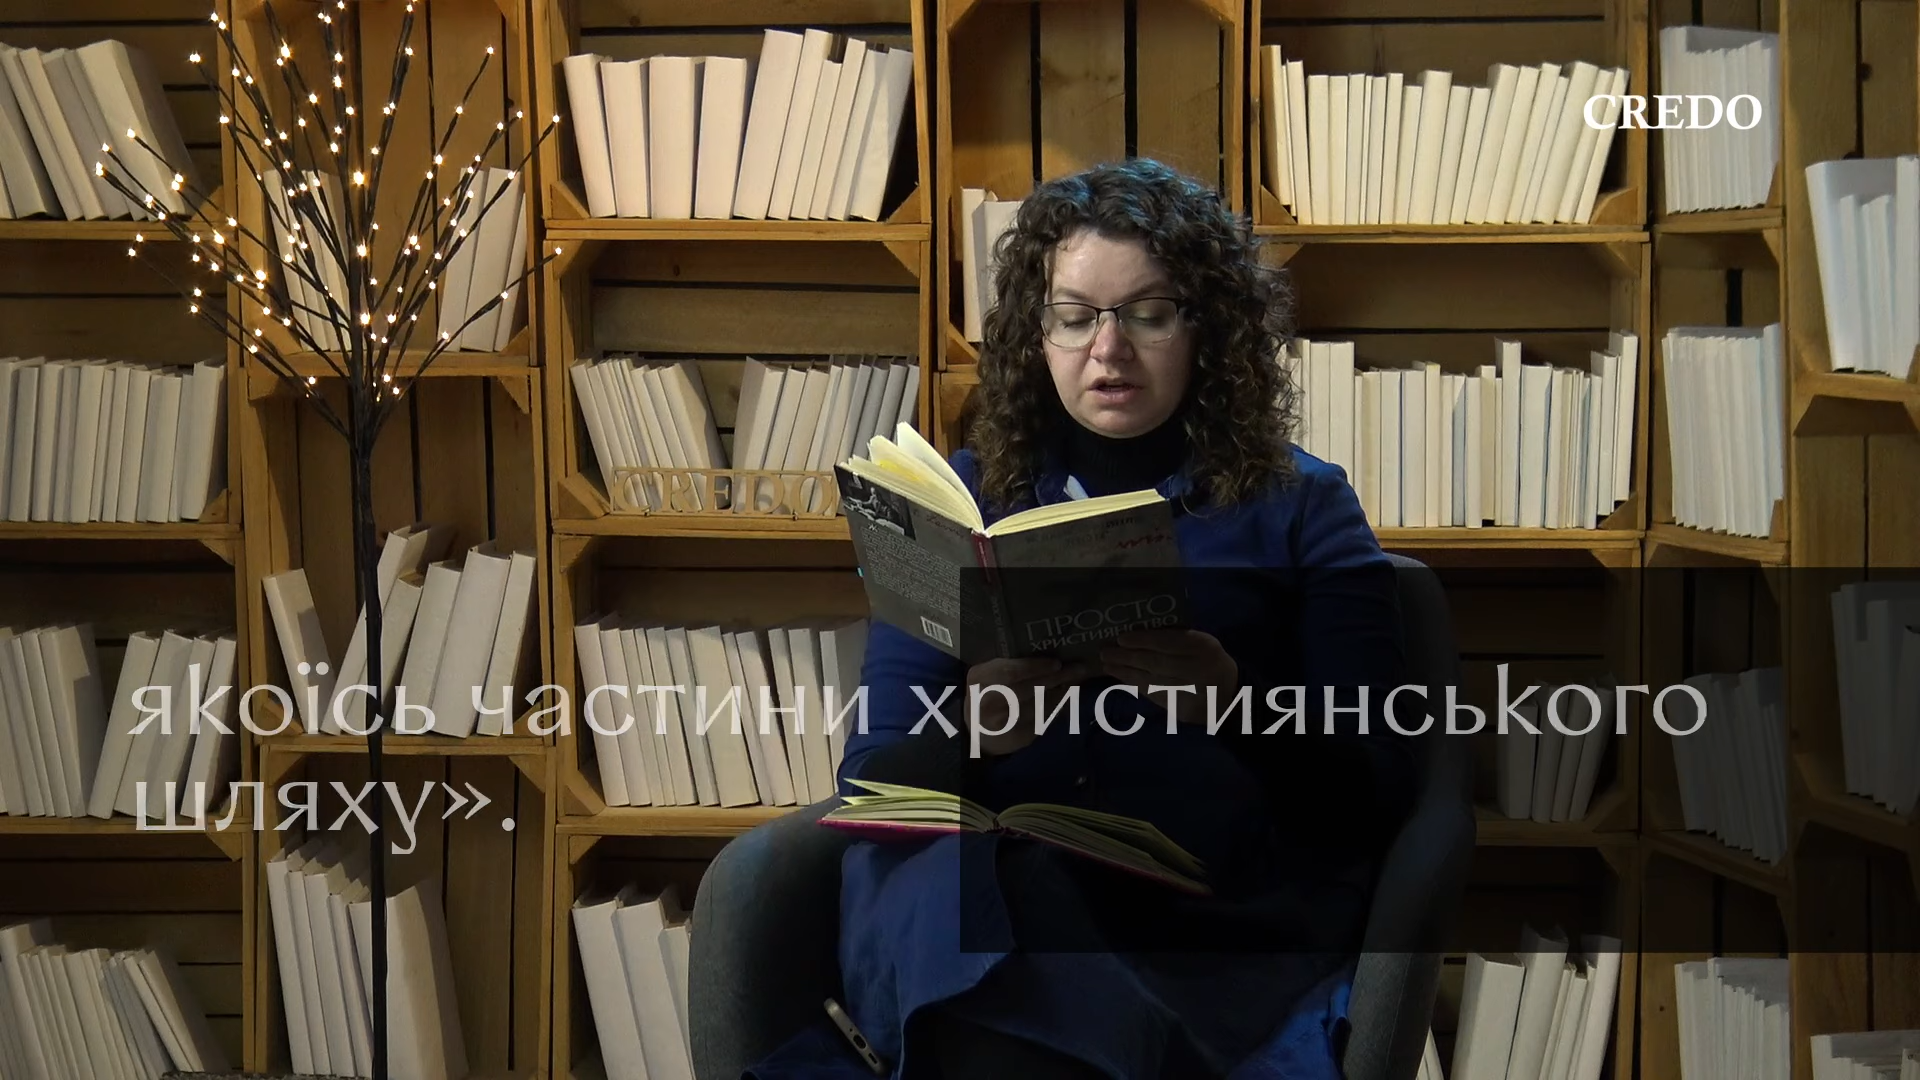 CREDO
CREDO
ПРОСТО
ХРИСТИЯНСТВО
якоїсь частини християнського
шляху».